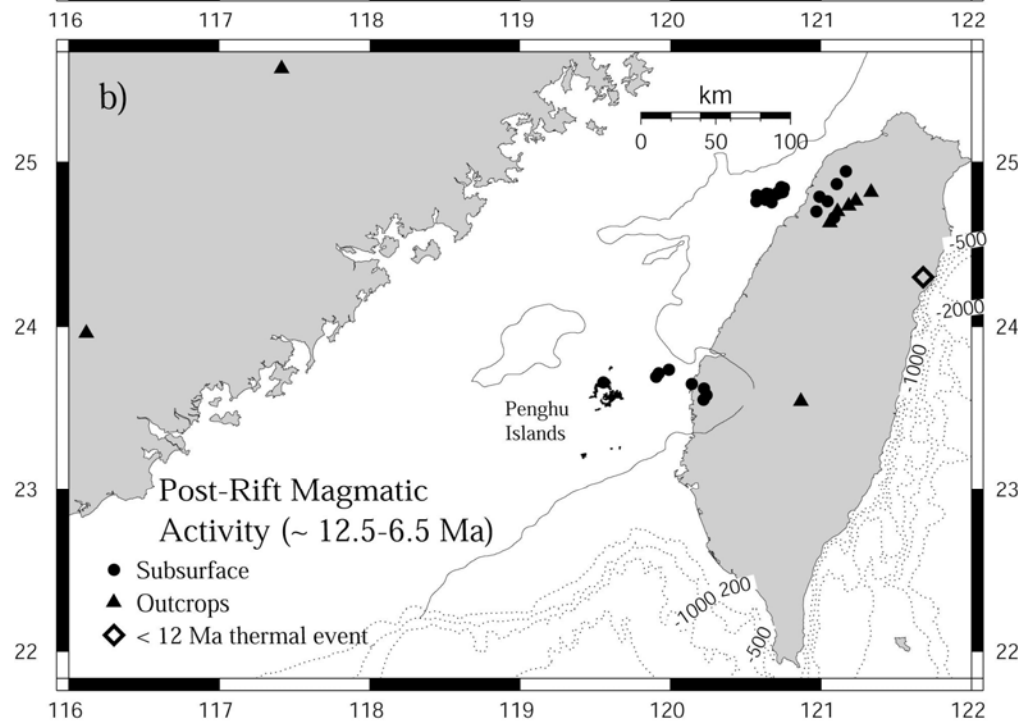 116 117 118 119 120 121 122
b)
km
0 50 100
25 25
-500
-2000
24 24
-1000
Penghu
Islands
23 23
Post-Rift Magmatic
Activity (~ 12.5-6.5 Ma)
Subsurface
Outcrops
< 12 Ma thermal event
200
-1000
-500
22 22
116 117 118 119 120 121 122